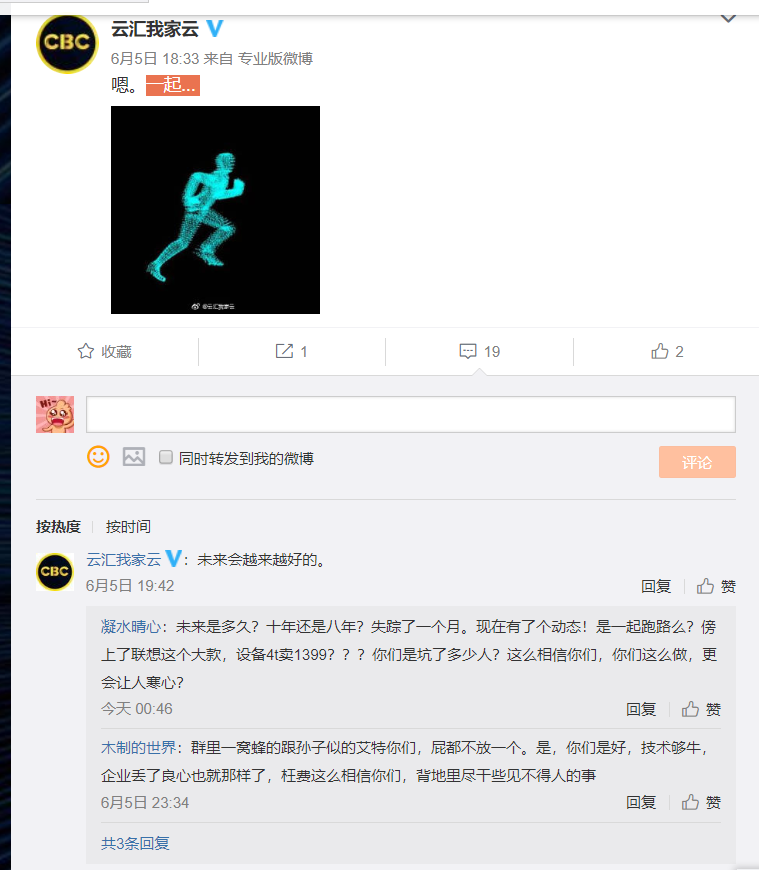 CBC
云汇我家云
6月5日 18:33 来自 专业版微博
嗯。一起...
@云汇我家云
收藏
1
19
2
Hi~
同时转发到我的微博
评论
按热度 按时间
CBC
云汇我家云：未来会越来越好的。
6月5日 19:42
回复 赞
凝水晴心：未来是多久？十年还是八年？失踪了一个月。现在有了个动态！是一起跑路么？傍
上了联想这个大款，设备4t卖1399？？？你们是坑了多少人？这么相信你们，你们这么做，更
会让人寒心？
今天 00:46
回复 赞
木制的世界：群里一窝蜂的跟孙子似的艾特你们，屁都不放一个。是，你们是好，技术够牛，
企业丢了良心也就那样了，枉费这么相信你们，背地里尽干些见不得人的事
6月5日 23:34
回复 赞
共3条回复